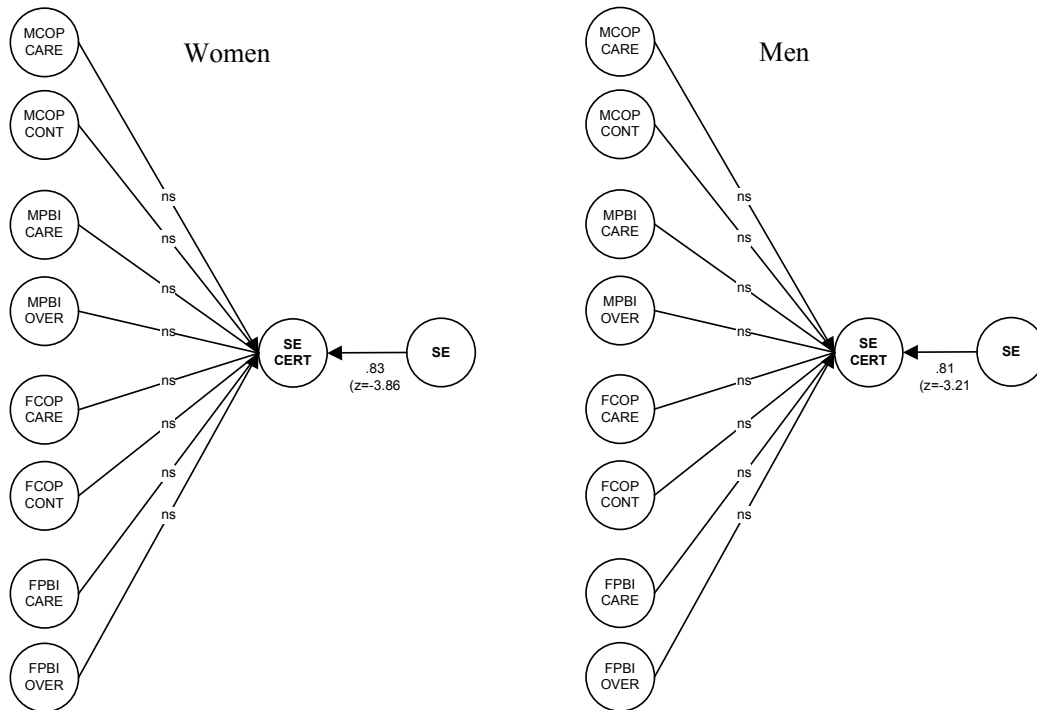 Women
MCOP
CARE
MCOP
CONT
MPBI
CARE
MPBI
OVER
FCOP
CARE
FCOP
CONT
FPBI
CARE
FPBI
OVER
ns
ns
ns
ns
ns
ns
ns
ns
SE
CERT
.83
(z=-3.86
SE
Men
MCOP
CARE
MCOP
CONT
MPBI
CARE
MPBI
OVER
FCOP
CARE
FCOP
CONT
FPBI
CARE
FPBI
OVER
ns
ns
ns
ns
ns
ns
ns
ns
SE
CERT
.81
(z=-3.21
SE